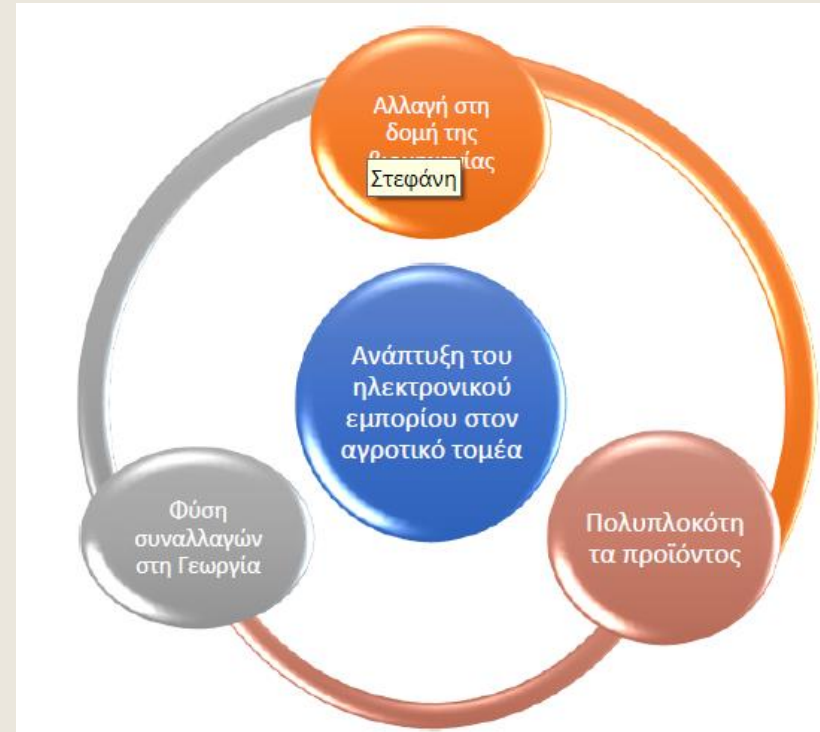 Αλλαγή στη
δομή της
Στεφάνη
Ανάπτυξη του
ηλεκτρονικού
εμπορίου στον
αγροτικό τομέα
Φύση
συναλλαγών
στη Γεωργία
Πολυπλοκότη
τα προϊόντος